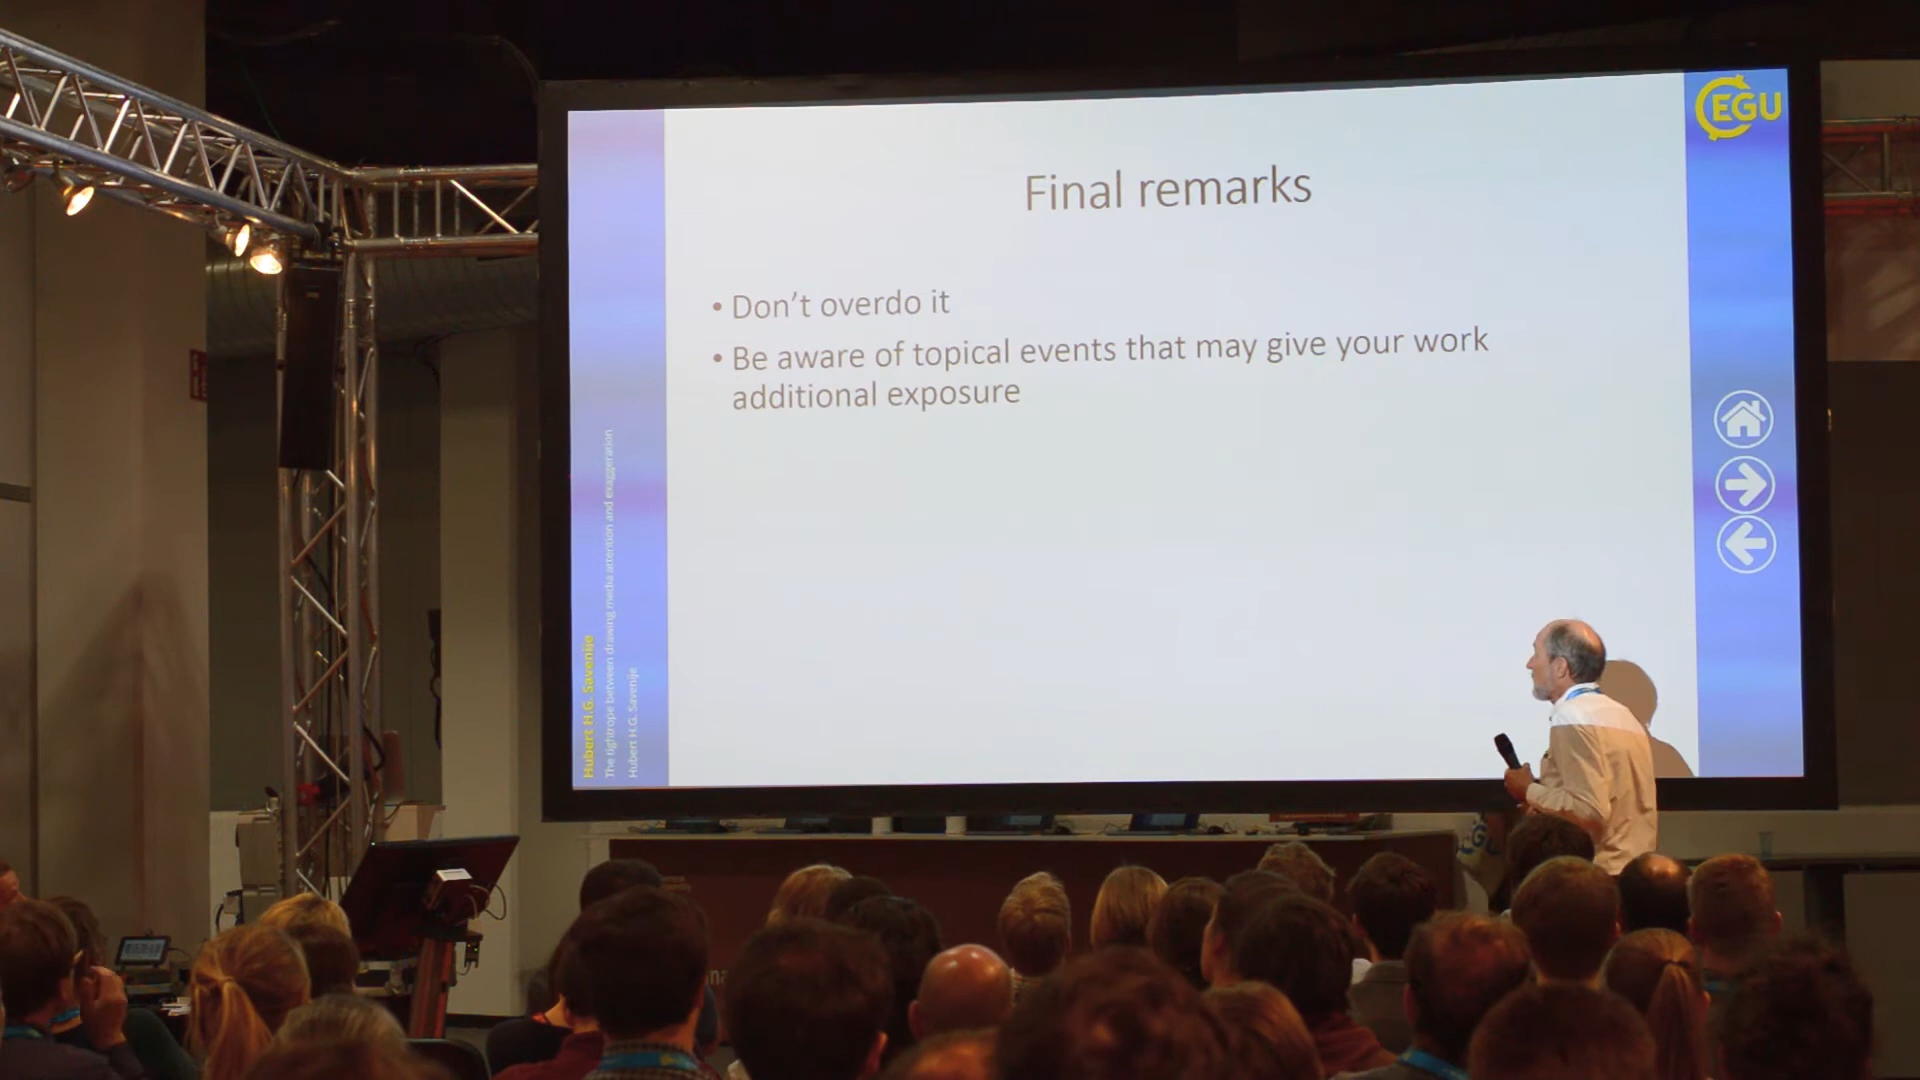 EGU
Final remarks
• Don't overdo it
• Be aware of topical events that may give your work
additional exposure
Hubert H.G. Savenije
The tightrope between drawing media attention and exaggeration
Hubert H.G. Savenije